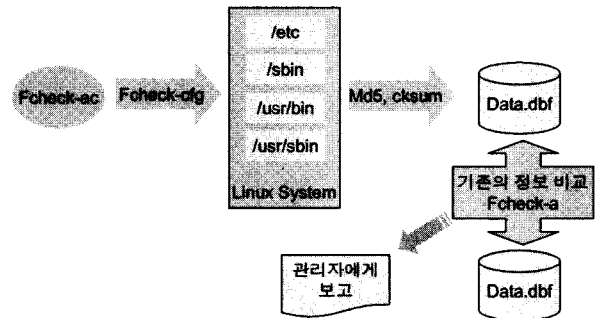 Fcheck-ac
Fcheck-cfg
/etc
/sbin
/usr/bin
/usr/sbin
Linux System
Md5, cksum
Data.dbf
기존의 정보 비교
Fcheck-a
관리자에게
보고
Data.dbf